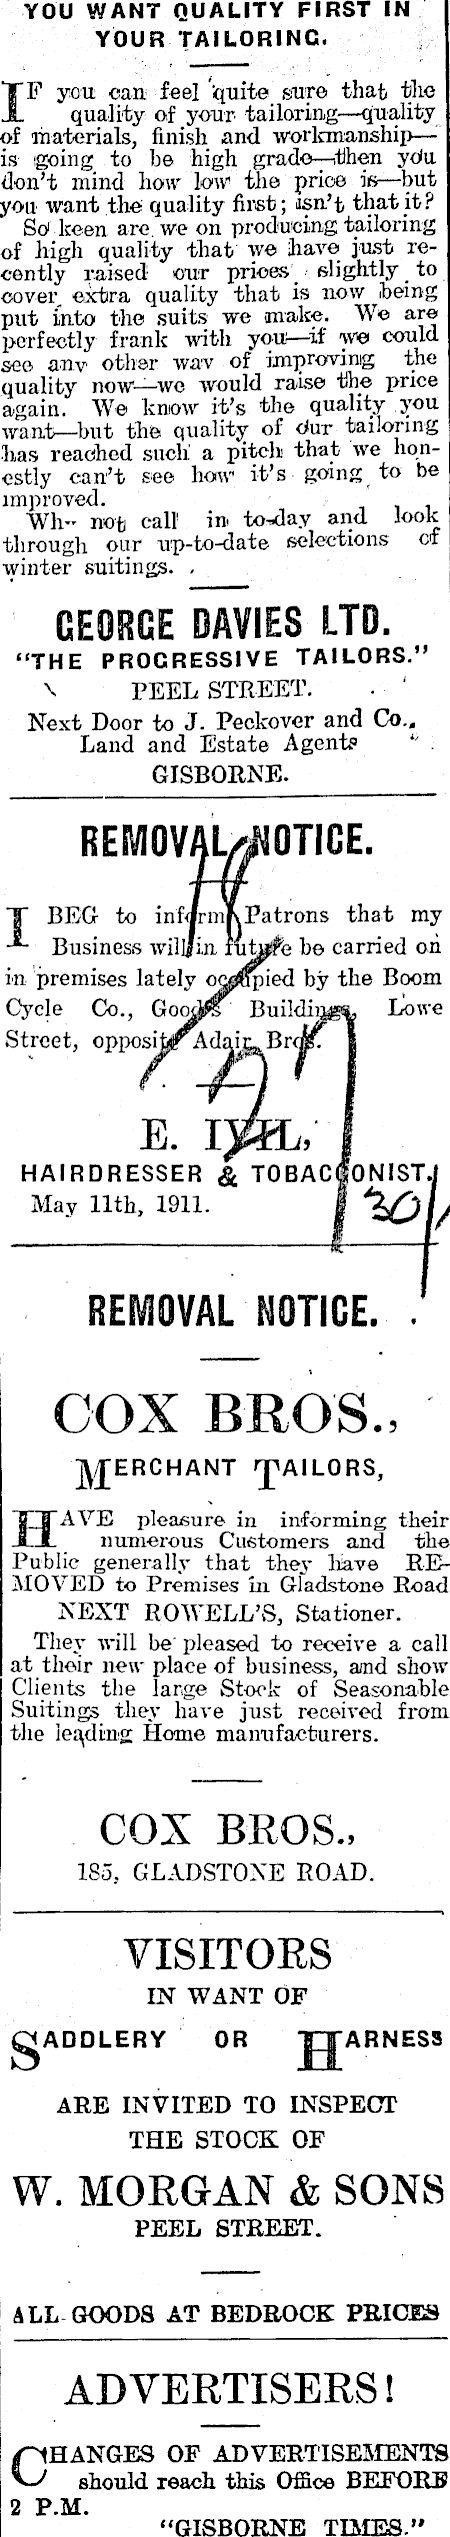 YOU WANT QUALITY FIRST IN
YOUR TAILORING.
IF you can feel quite sure that the
quality of your tailoring—quality
of materials, finish and workmanship—
is going to be high grade—then you
don't mind how low the price is—but
you want the quality first; isn't that it?
So keen are we on producing tailoring
of high quality that we have just re-
cently raised our prices slightly to
cover extra quality that is now being
put into the suits we make. We are
perfectly frank with you—if we could
see any other way of improving the
quality now—we would raise the price
again. We know it's the quality you
want—but the quality of our tailoring
has reached such a pitch that we hon-
estly can't see how it's going to be
improved.
Wh- not call in to-day and look
through our up-to-date selections of
winter suitings.
GEORGE DAVIES LTD.
"THE PROGRESSIVE TAILORS."
PEEL STREET.
Next Door to J. Peckover and Co.,
Land and Estate Agents
GISBORNE.
REMOVAL NOTICE.
18
I BEG to inform Patrons that my
Business will in future be carried on
in premises lately occupied by the Boom
Cycle Co., Good's Buildings, Lowe
Street, opposite Adair Bros.
27
E. IVIL,
HAIRDRESSER & TOBACCONIST.
May 11th, 1911.
30/
REMOVAL NOTICE.
COX BROS.,
MERCHANT TAILORS,
HAVE pleasure in informing their
numerous Customers and the
Public generally that they have RE-
MOVED to Premises in Gladstone Road
NEXT ROWELL'S, Stationer.
They will be pleased to receive a call
at their new place of business, and show
Clients the large Stock of Seasonable
Suitings they have just received from
the leading Home manufacturers.
COX BROS.,
185, GLADSTONE ROAD.
VISITORS
IN WANT OF
SADDLERY OR HARNESS
ARE INVITED TO INSPECT
THE STOCK OF
W. MORGAN & SONS
PEEL STREET.
ALL GOODS AT BEDROCK PRICES
ADVERTISERS!
CHANGES OF ADVERTISEMENTS
should reach this Office BEFORE
2 P.M.
"GISBORNE TIMES."